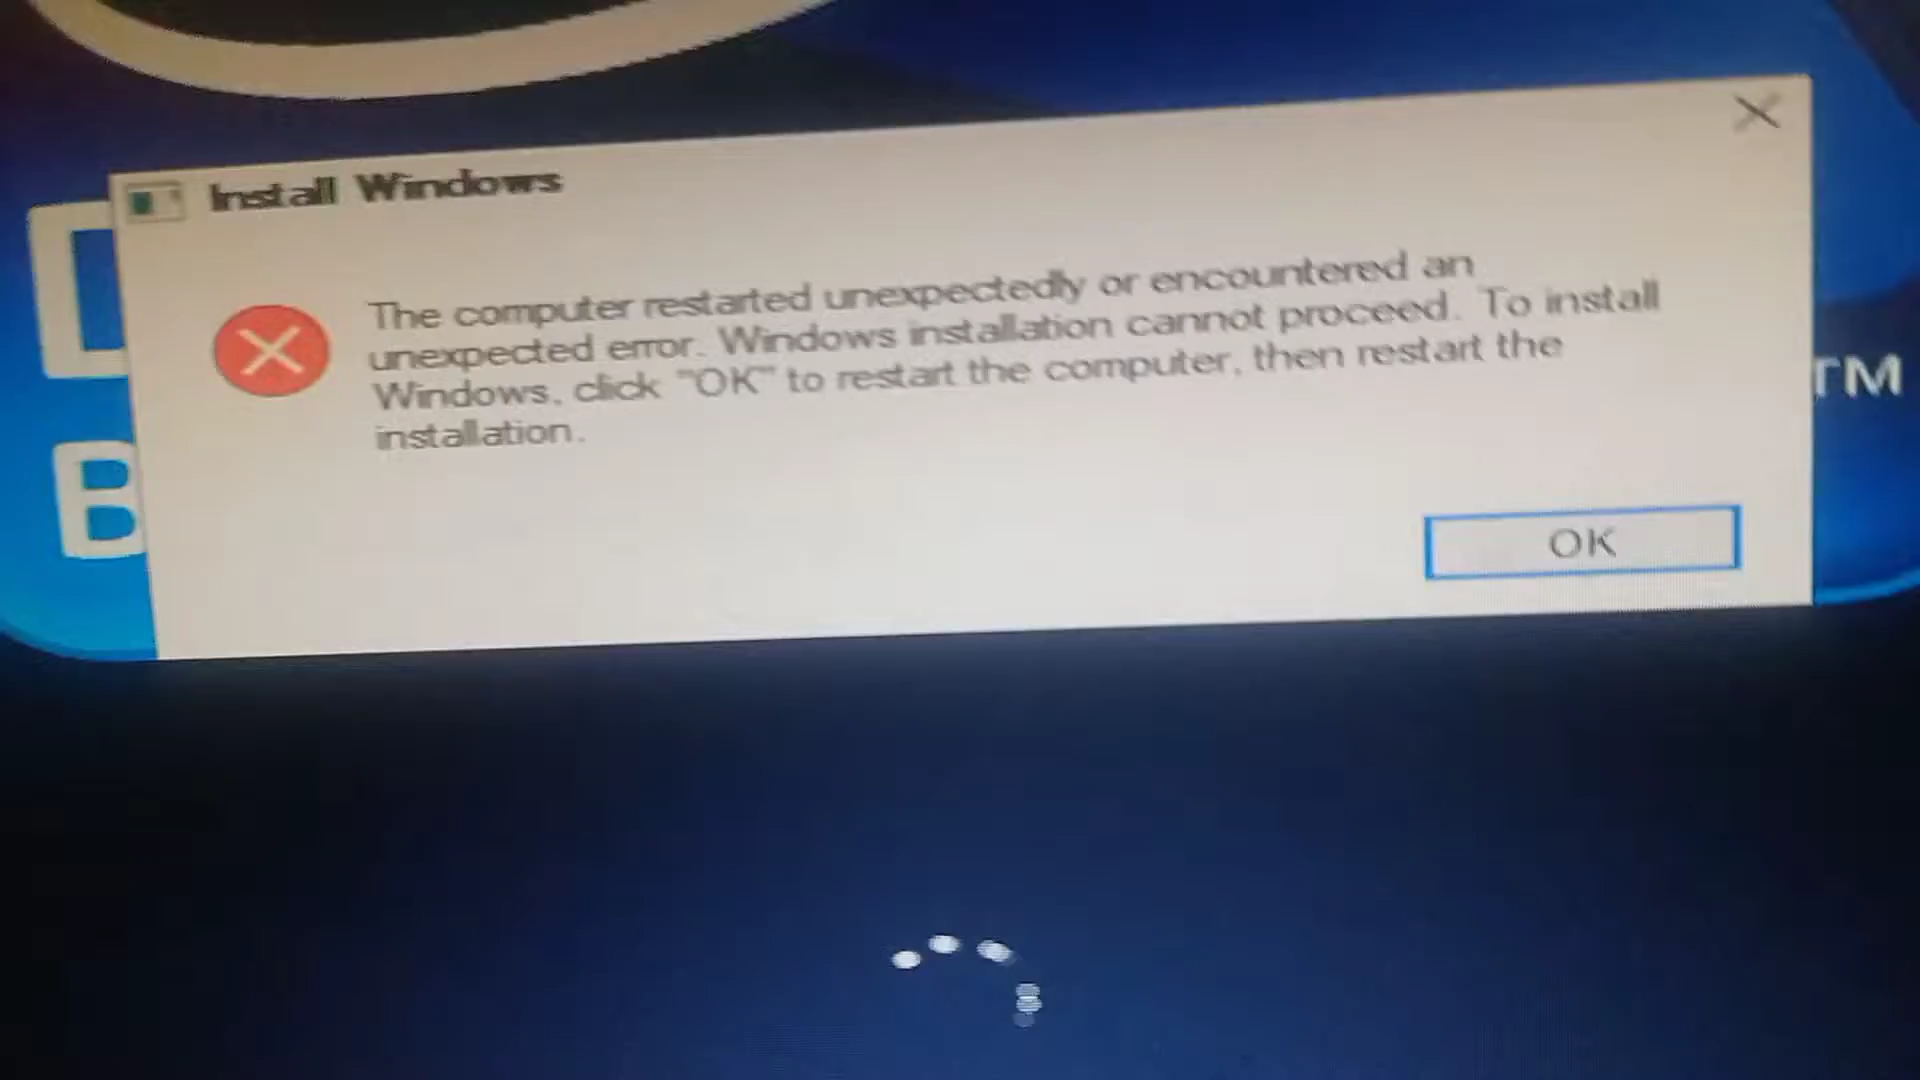 Install Windows
The computer restarted unexpectedly or encountered an
unexpected error. Windows installation cannot proceed. To install
Windows, click "OK" to restart the computer, then restart the
installation.
TM
B
OK